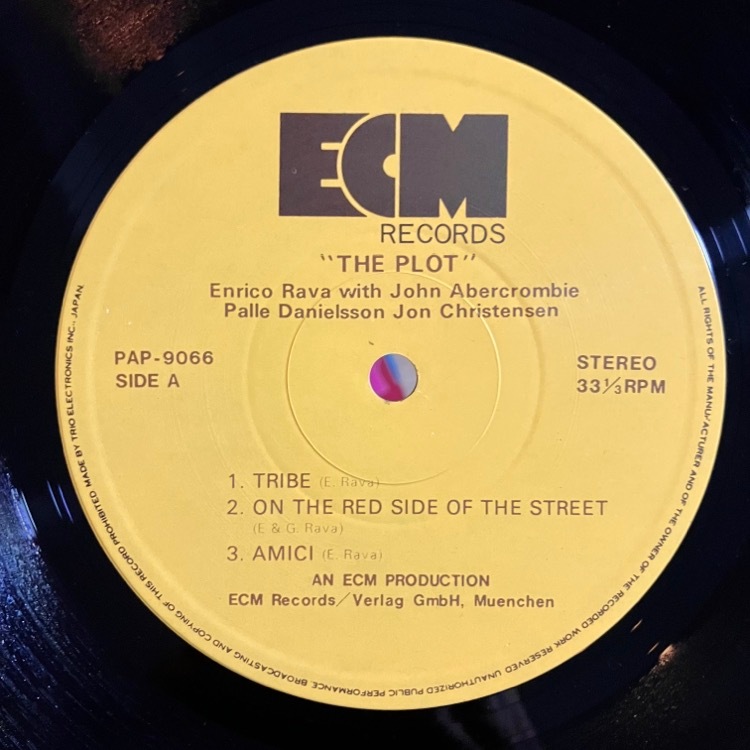 ECM
RECORDS
"THE PLOT"
Enrico Rava with John Abercrombie
Palle Danielsson Jon Christensen
PAP-9066
SIDE A
STEREO
33⅓RPM
1. TRIBE (E. Rava)
2. ON THE RED SIDE OF THE STREET
(E & G. Rava)
3. AMICI (E. Rava)
AN ECM PRODUCTION
ECM Records/Verlag GmbH, Muenchen
ALL RIGHTS OF THE MANUFACTURER AND OF THE OWNER OF THE RECORDED WORK RESERVED UNAUTHORIZED PUBLIC PERFORMANCE BROADCASTING AND COPYING OF THIS RECORD PROHIBITED MADE BY TRIO ELECTRONICS INC., JAPAN